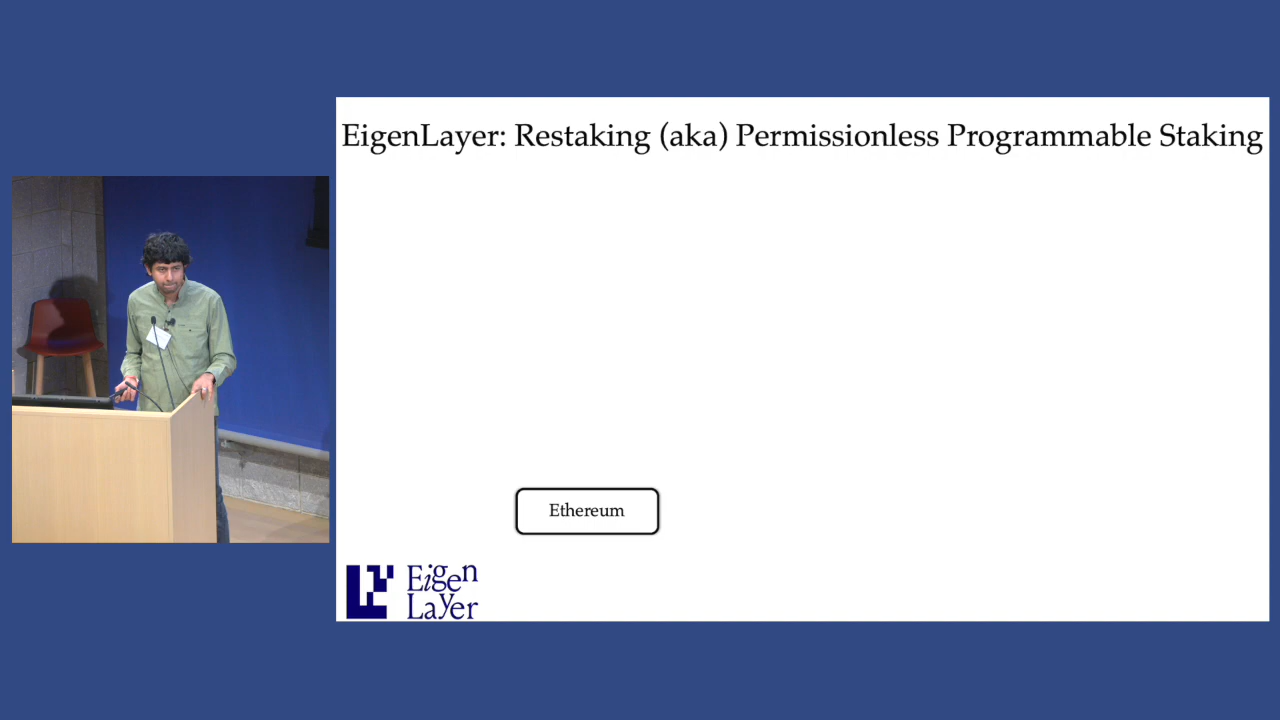 EigenLayer: Restaking (aka) Permissionless Programmable Staking
Ethereum
Eigen
Layer